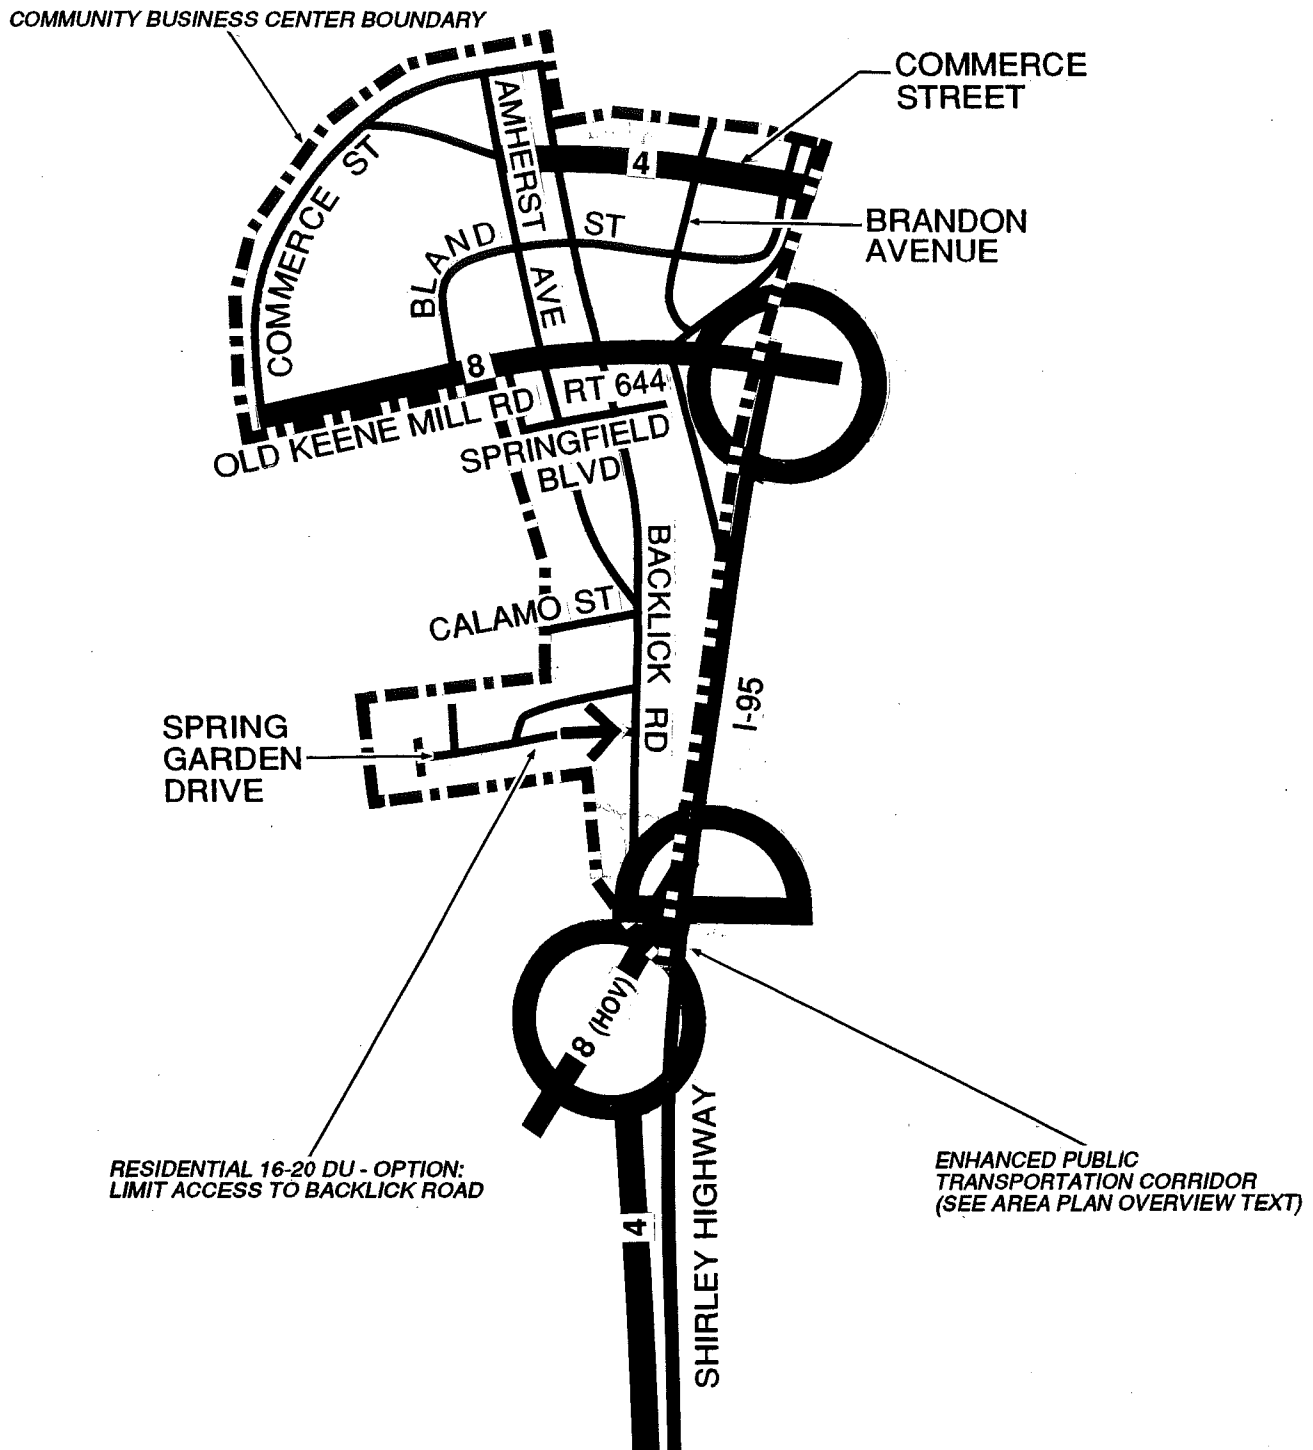 COMMUNITY BUSINESS CENTER BOUNDARY
COMMERCE
STREET
AMHERST
AVE
4
COMMERCE ST
BLAND
ST
BRANDON
AVENUE
8
RT 644
OLD KEENE MILL RD
SPRINGFIELD
BLVD
BACKLICK RD
CALAMO ST
I-95
SPRING
GARDEN
DRIVE
8 (HOV)
RESIDENTIAL 16-20 DU - OPTION:
LIMIT ACCESS TO BACKLICK ROAD
ENHANCED PUBLIC
TRANSPORTATION CORRIDOR
(SEE AREA PLAN OVERVIEW TEXT)
4
SHIRLEY HIGHWAY